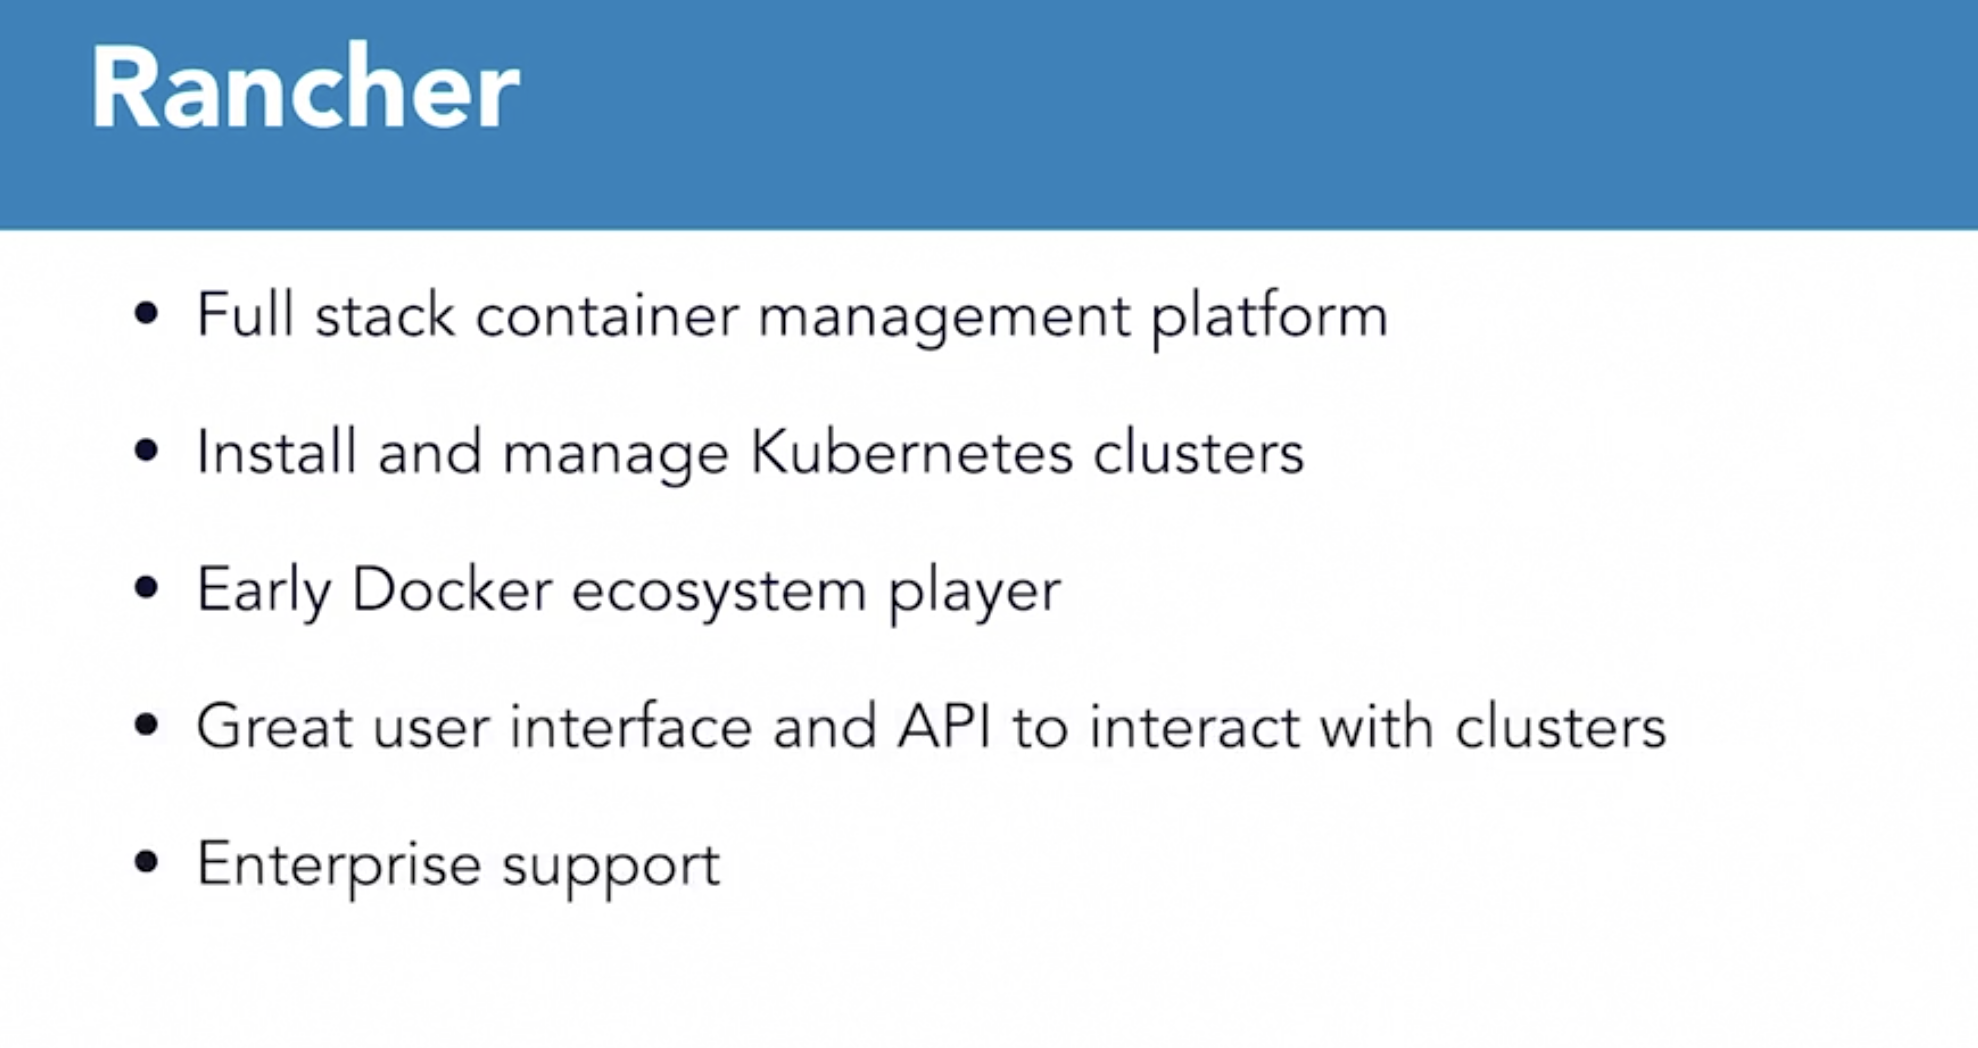 Rancher
• Full stack container management platform
• Install and manage Kubernetes clusters
• Early Docker ecosystem player
• Great user interface and API to interact with clusters
• Enterprise support